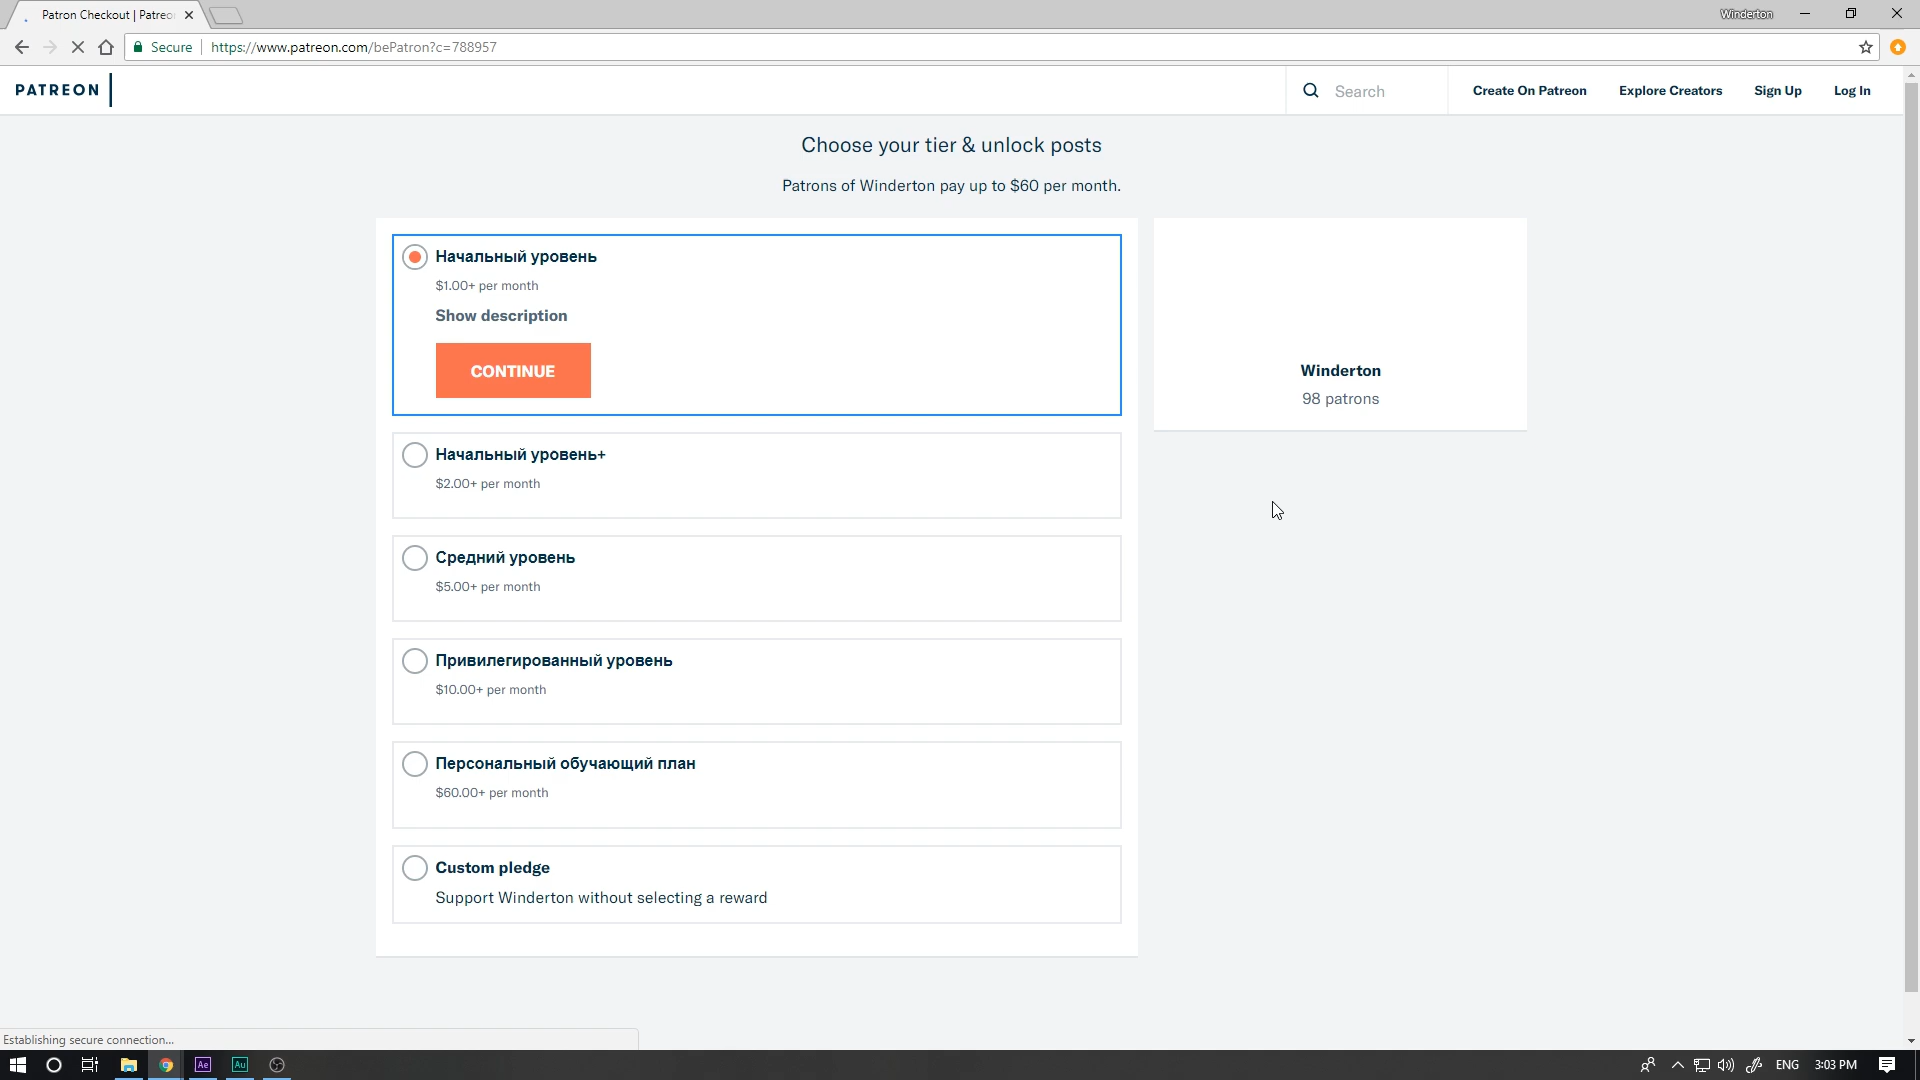 Patron Checkout | Patreo
Winderton
Secure
https://www.patreon.com/bePatron?c=788957
PATREON
Search
Create On Patreon
Explore Creators
Sign Up
Log In
Choose your tier & unlock posts
Patrons of Winderton pay up to $60 per month.
Начальный уровень
$1.00+ per month
Show description
CONTINUE
Winderton
98 patrons
Начальный уровень+
$2.00+ per month
Средний уровень
$5.00+ per month
Привилегированный уровень
$10.00+ per month
Персональный обучающий план
$60.00+ per month
Custom pledge
Support Winderton without selecting a reward
Establishing secure connection...
Ae
Au
ENG
3:03 PM